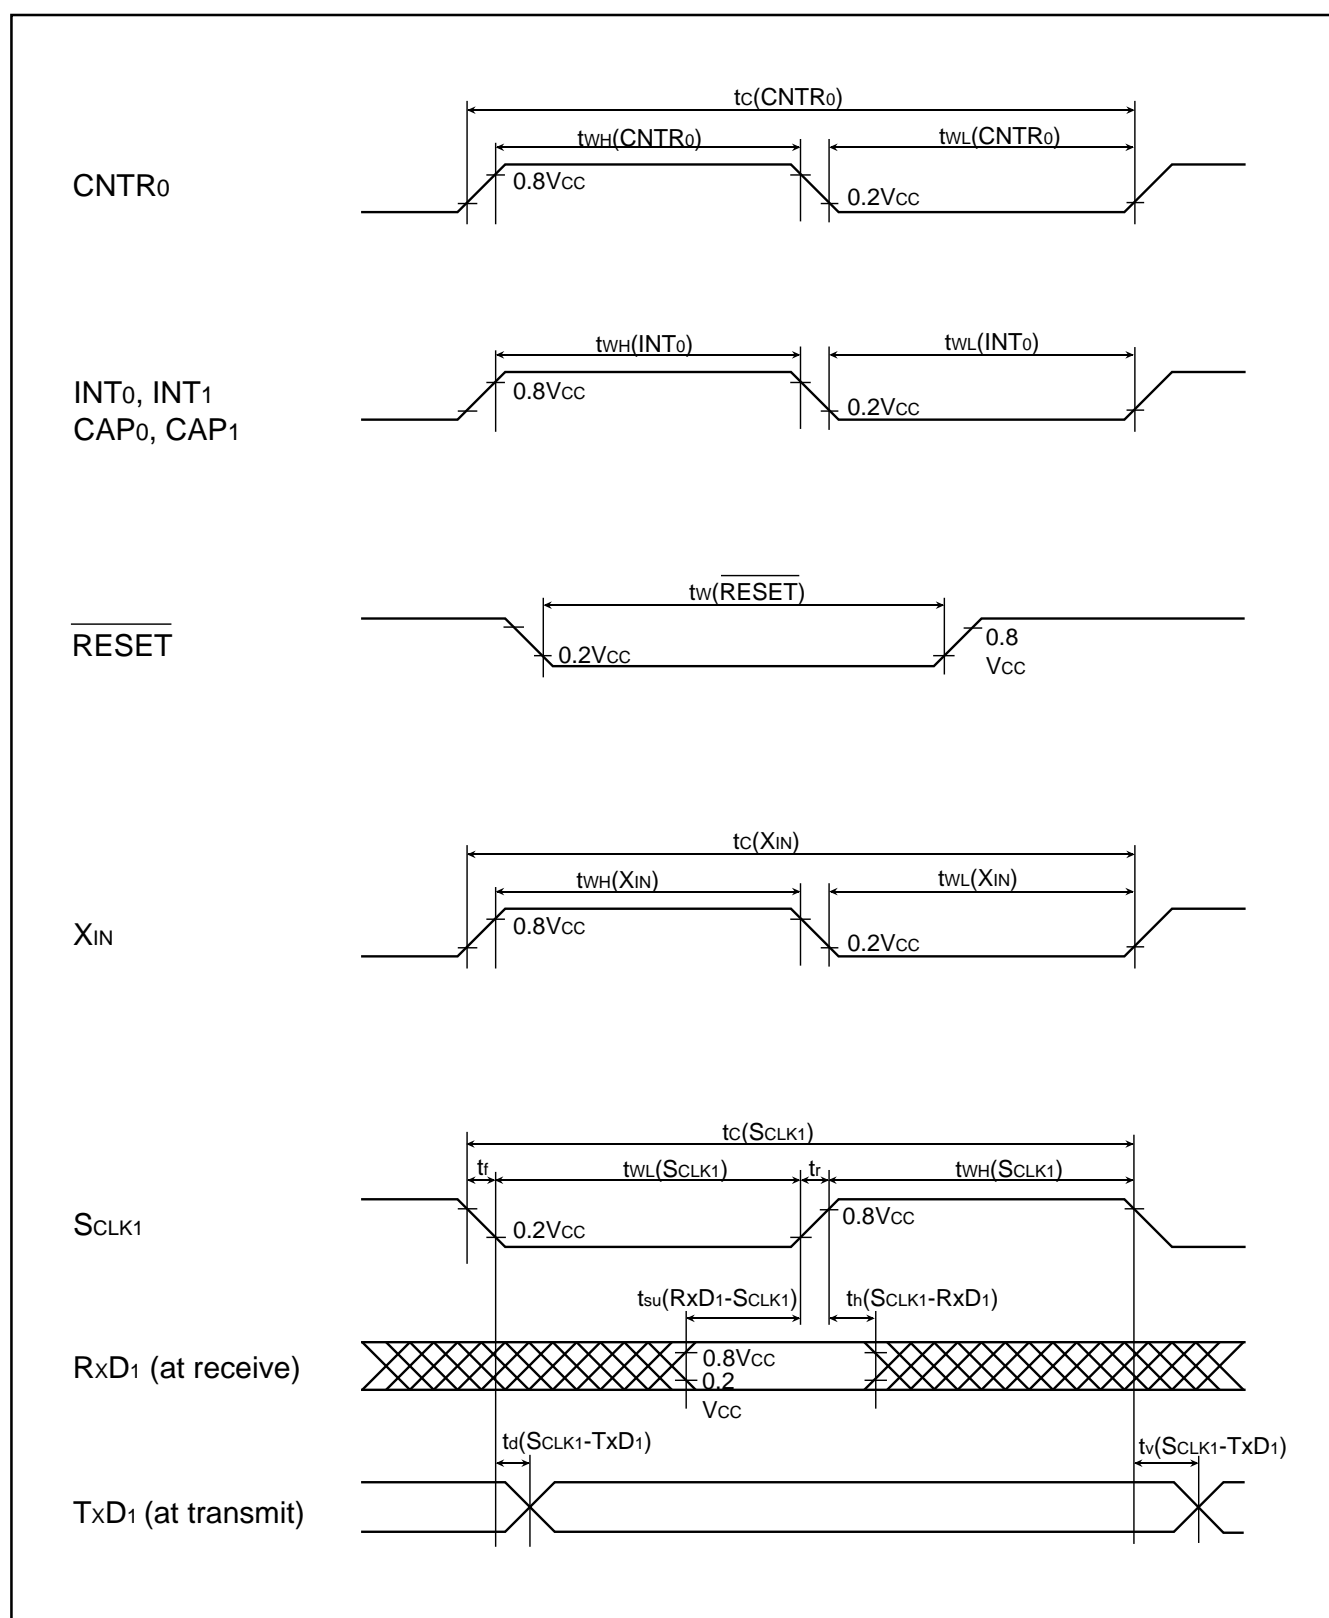 tC(CNTR0)
tWH(CNTR0)
tWL(CNTR0)
CNTR0
0.8VCC
0.2VCC
tWH(INT0)
tWL(INT0)
INT0, INT1
CAP0, CAP1
0.8VCC
0.2VCC
tW(RESET)
RESET
0.2VCC
0.8
VCC
tC(XIN)
tWH(XIN)
tWL(XIN)
XIN
0.8VCC
0.2VCC
tC(SCLK1)
tf
tWL(SCLK1)
tr
tWH(SCLK1)
SCLK1
0.2VCC
0.8VCC
tsu(RxD1-SCLK1)
th(SCLK1-RxD1)
RXD1 (at receive)
0.8VCC
0.2
VCC
td(SCLK1-TxD1)
tv(SCLK1-TxD1)
TXD1 (at transmit)